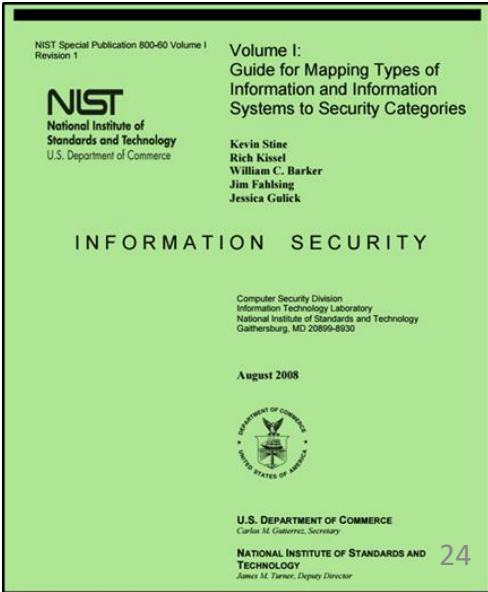 NIST Special Publication 800-60 Volume I
Revision 1
NIST
National Institute of
Standards and Technology
U.S. Department of Commerce
Volume I:
Guide for Mapping Types of
Information and Information
Systems to Security Categories
Kevin Stine
Rich Kissel
William C. Barker
Jim Fahlsing
Jessica Gulick
INFORMATION SECURITY
Computer Security Division
Information Technology Laboratory
National Institute of Standards and Technology
Gaithersburg, MD 20899-8930
August 2008
DEPARTMENT OF COMMERCE
UNITED STATES OF AMERICA
U.S. DEPARTMENT OF COMMERCE
Carlos M. Gutierrez, Secretary
NATIONAL INSTITUTE OF STANDARDS AND
TECHNOLOGY
James M. Turner, Deputy Director
24